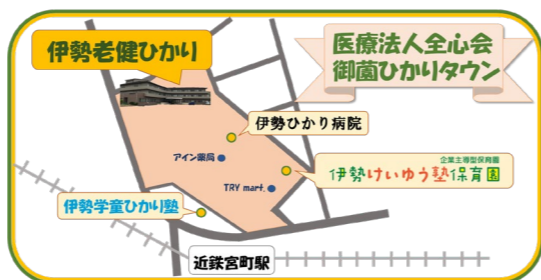 伊勢老健ひかり
医療法人全心会
御薗ひかりタウン
伊勢ひかり病院
アイン薬局
企業主導型保育園
伊勢けいゆう塾保育園
TRY mart.
伊勢学童ひかり塾
近鉄宮町駅